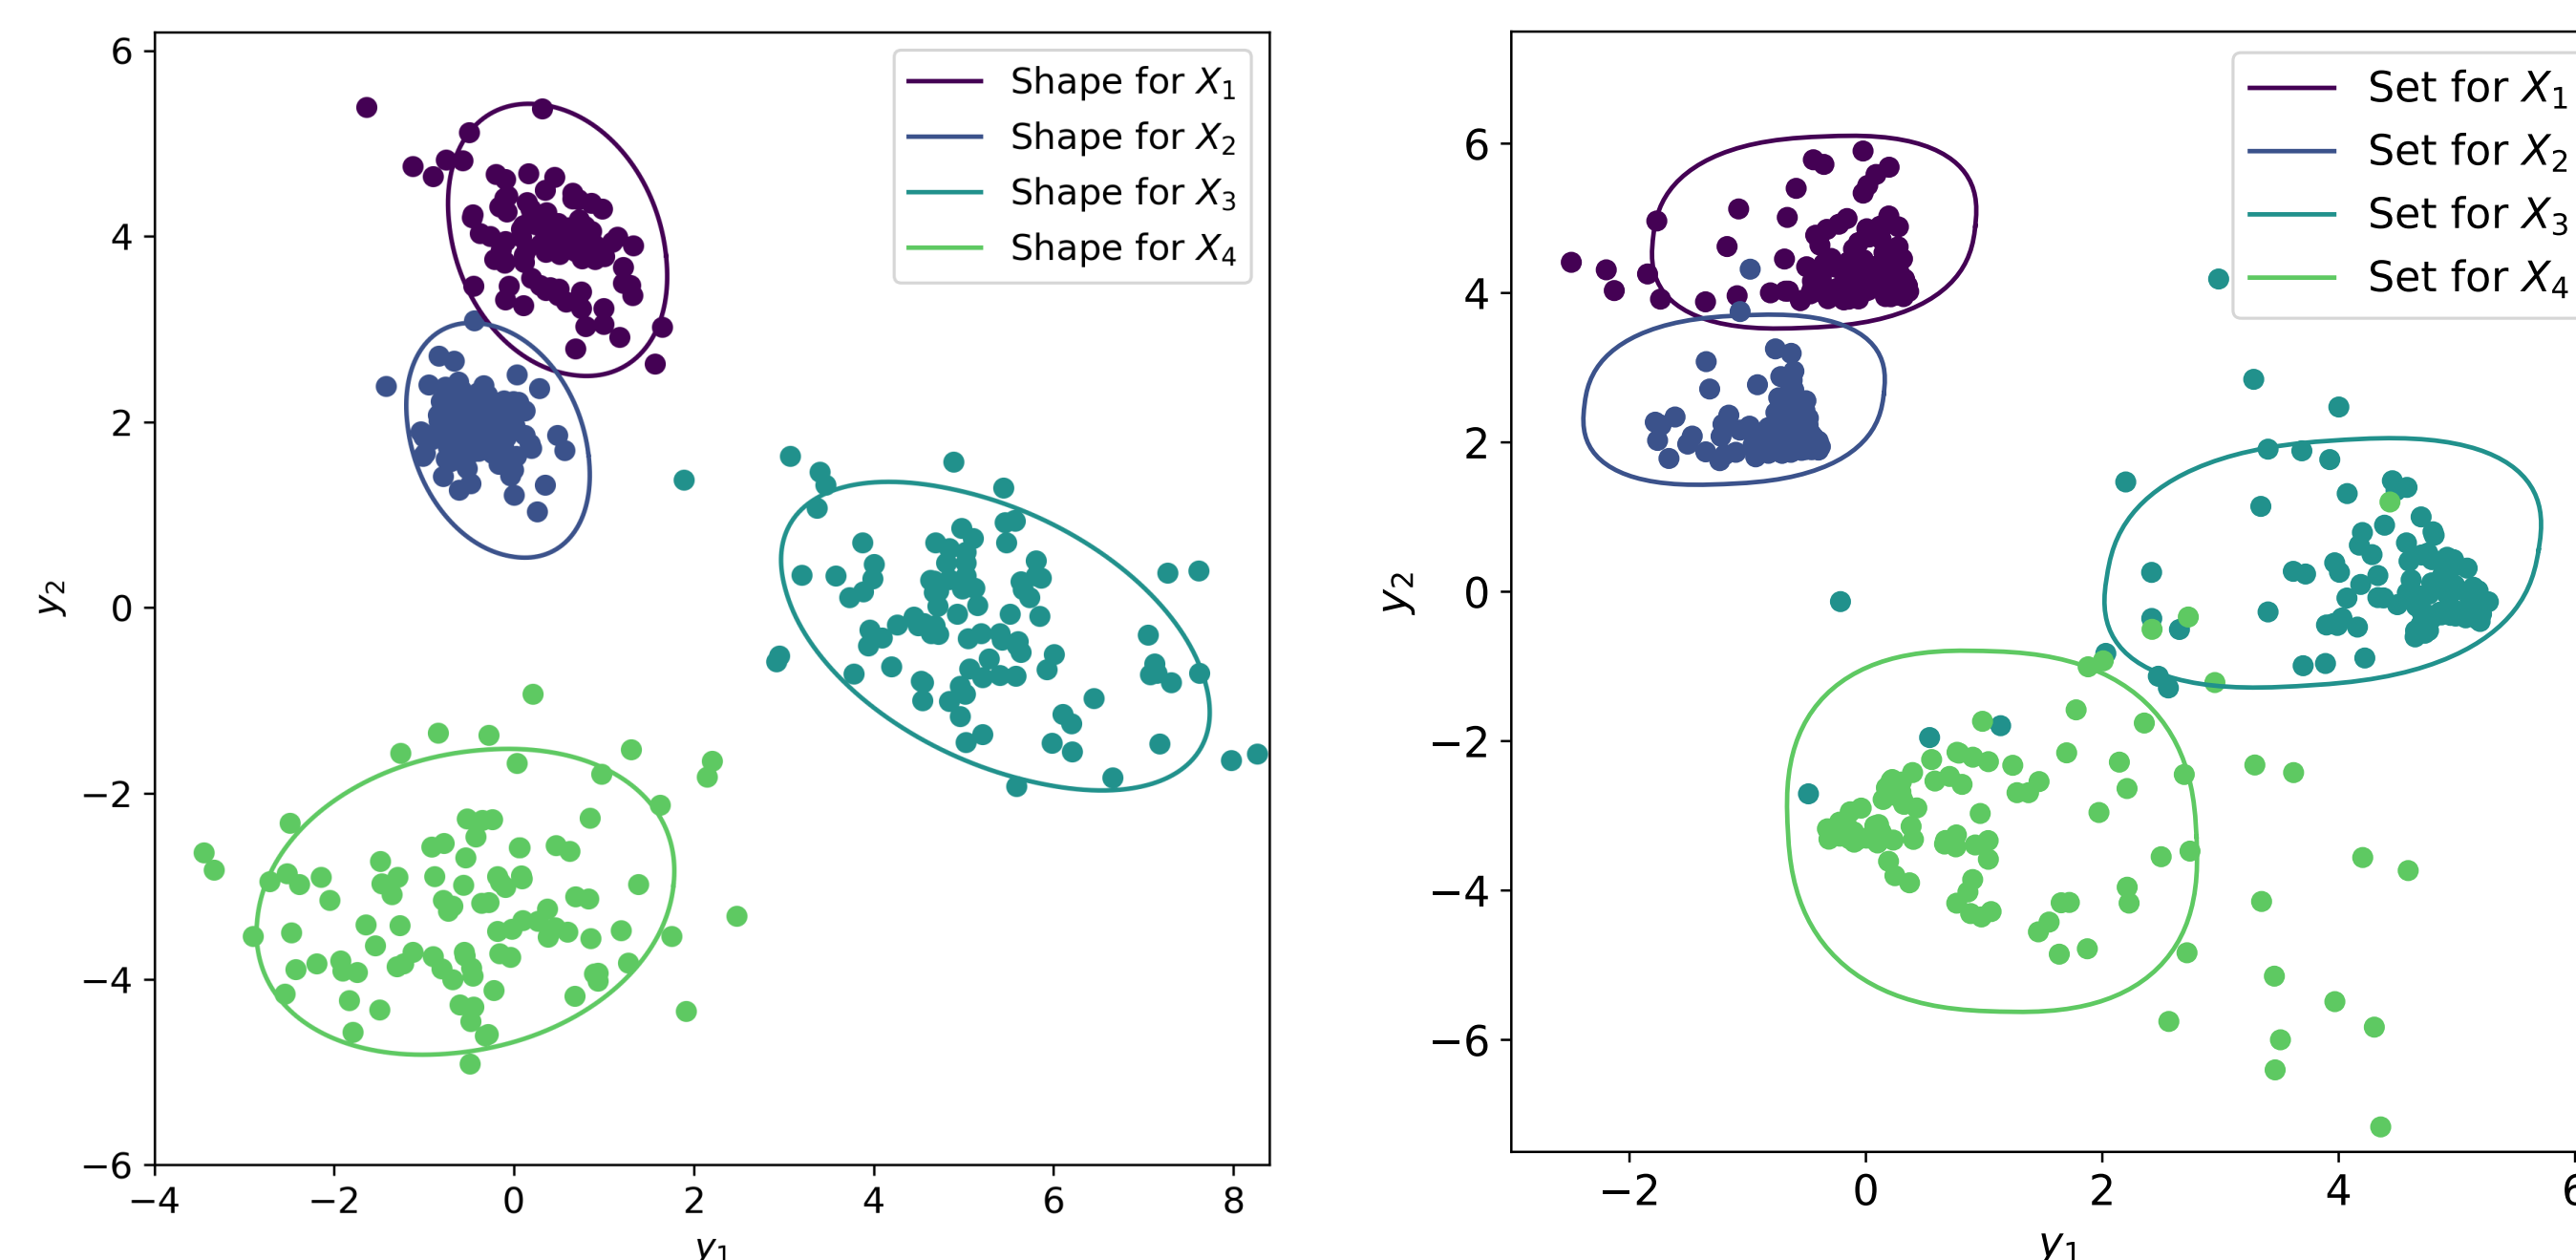 6
4
2
0
−2
−4
−6
y₂
−4 −2 0 2 4 6 8
y₁
Shape for X₁
Shape for X₂
Shape for X₃
Shape for X₄
6
4
2
0
−2
−4
−6
y₂
−2 0 2 4 6
y₁
Set for X₁
Set for X₂
Set for X₃
Set for X₄